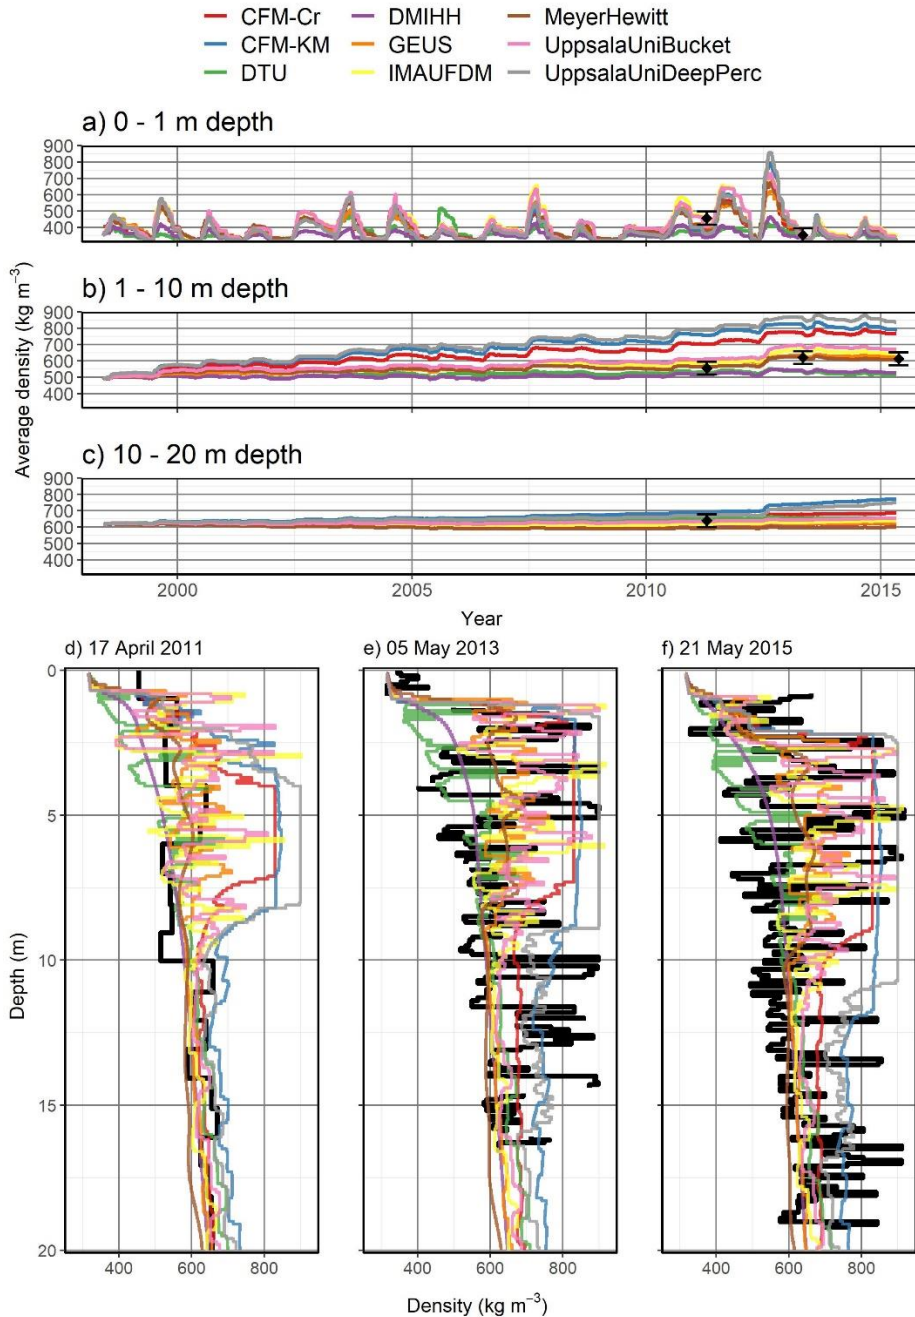 CFM-Cr DMIHH MeyerHewitt
CFM-KM GEUS UppsalaUniBucket
DTU IMAUFDM UppsalaUniDeepPerc
a) 0 - 1 m depth
900
800
700
600
500
400
b) 1 - 10 m depth
900
800
700
600
500
400
c) 10 - 20 m depth
900
800
700
600
500
400
Average density (kg m⁻³)
2000 2005 2010 2015
Year
d) 17 April 2011 e) 05 May 2013 f) 21 May 2015
0
5
10
15
20
Depth (m)
400 600 800 400 600 800 400 600 800
Density (kg m⁻³)